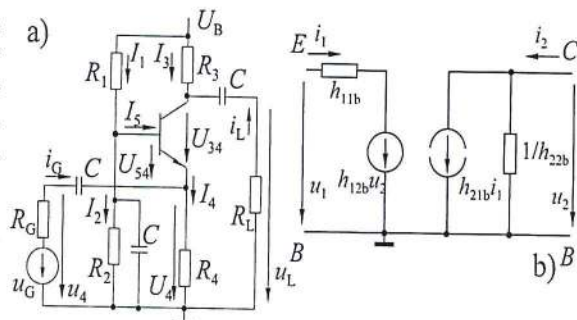 a)
U_B
R_1
I_1
I_3
R_3
C
I_5
U_34
i_L
U_54
i_G
C
I_4
R_G
I_2
C
R_L
u_G
u_4
R_2
U_4
R_4
u_L
E
i_1
i_2
C
h_11b
u_1
h_12b u_2
h_21b i_1
1/h_22b
u_2
B
B
b)